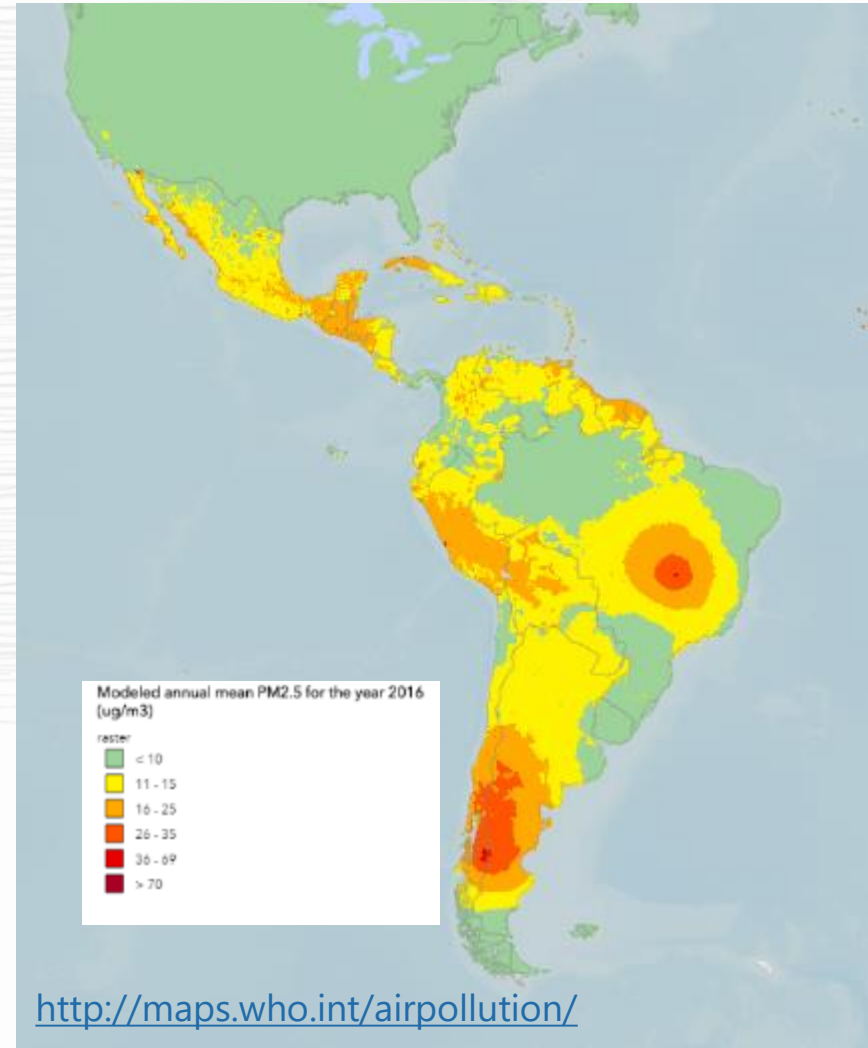 Modeled annual mean PM2.5 for the year 2016
(ug/m3)
raster
< 10
11 - 15
16 - 25
26 - 35
36 - 69
> 70
http://maps.who.int/airpollution/